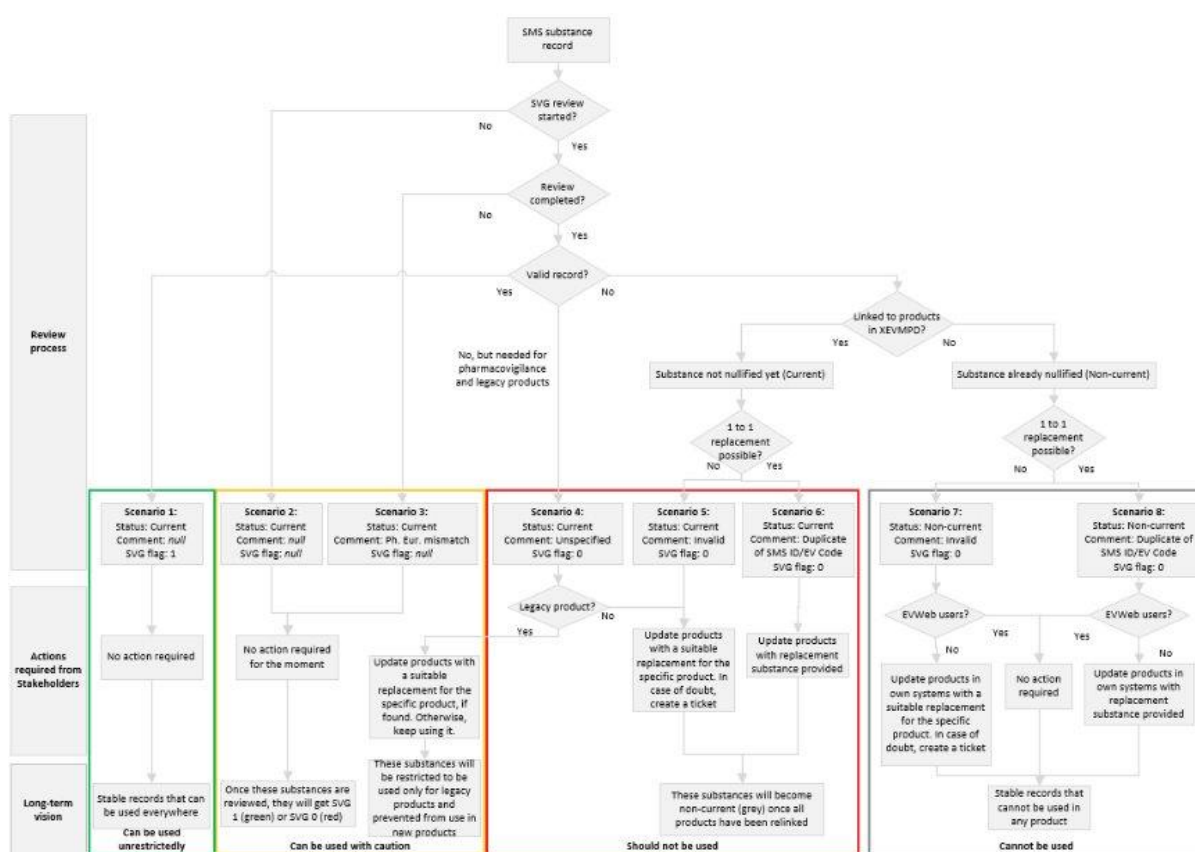 SMS substance
record
SVG review
started?
No
Yes
Review
completed?
No
Yes
Valid record?
Yes
No
Review
process
Linked to products
in XEVMPD?
Yes
No
No, but needed for
pharmacovigilance
and legacy products
Substance not nullified yet (Current)
Substance already nullified (Non-current)
1 to 1
replacement
possible?
No
Yes
1 to 1
replacement
possible?
No
Yes
Scenario 1:
Status: Current
Comment: null
SVG flag: 1
Scenario 2:
Status: Current
Comment: null
SVG flag: null
Scenario 3:
Status: Current
Comment: Ph. Eur. mismatch
SVG flag: null
Scenario 4:
Status: Current
Comment: Unspecified
SVG flag: 0
Scenario 5:
Status: Current
Comment: Invalid
SVG flag: 0
Scenario 6:
Status: Current
Comment: Duplicate
of SMS ID/EV Code
SVG flag: 0
Scenario 7:
Status: Non-current
Comment: Invalid
SVG flag: 0
Scenario 8:
Status: Non-current
Comment: Duplicate of
SMS ID/EV Code
SVG flag: 0
Actions
required from
Stakeholders
No action required
No action required
for the moment
Legacy product?
Yes
No
Update products with
a suitable
replacement for the
specific product, if
found. Otherwise,
keep using it.
Update products
with a suitable
replacement for the
specific product. In
case of doubt,
create a ticket
Update products
with replacement
substance provided
EVWeb users?
Yes
No
EVWeb users?
Yes
No
Update products in
own systems with a
suitable replacement
for the specific
product. In case of
doubt, create a ticket
No action
required
Update products in
own systems with
replacement
substance provided
Long-term
vision
Stable records that can
be used everywhere
Once these substances are
reviewed, they will get SVG
1 (green) or SVG 0 (red)
These substances will
be restricted to be
used only for legacy
products and
prevented from use in
new products
These substances will become
non-current (grey) once all
products have been relinked
Stable records that
cannot be used in
any product
Can be used
unrestrictedly
Can be used with caution
Should not be used
Cannot be used